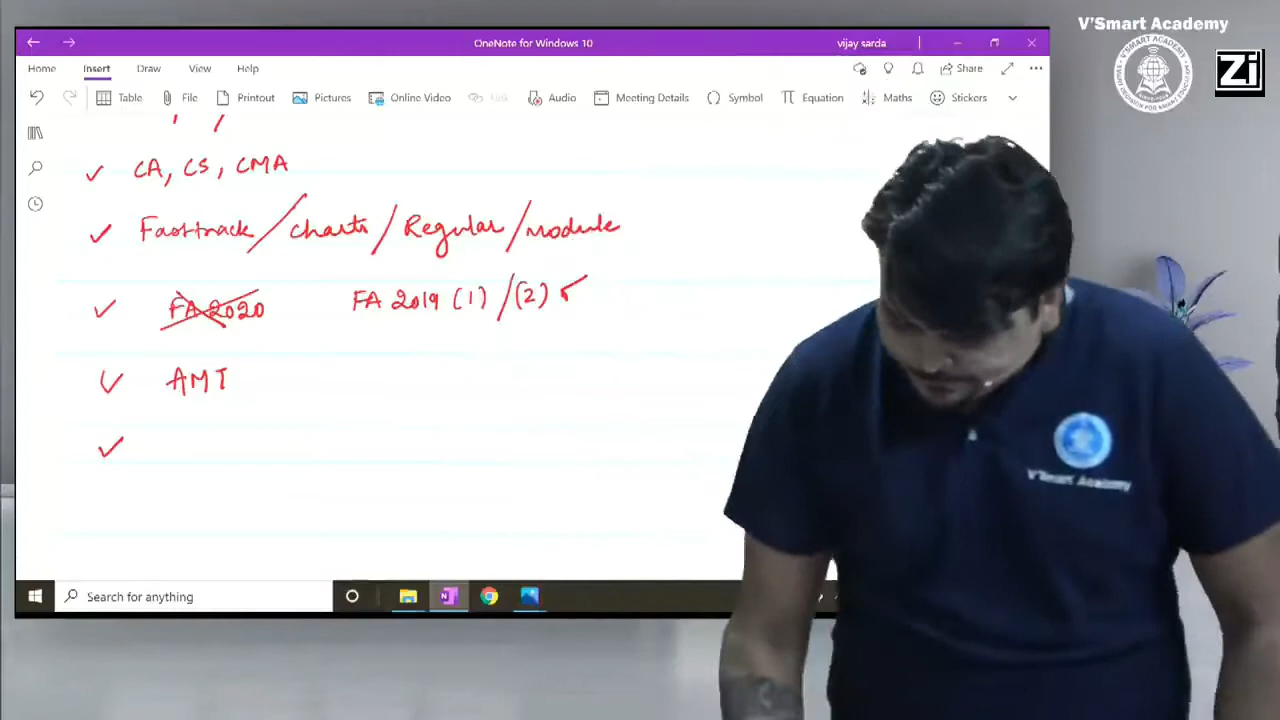 V'Smart Academy
OneNote for Windows 10
vijay sarda
Home Insert Draw View Help
Share
Table File Printout Pictures Online Video Link Audio Meeting Details Symbol Equation Maths Stickers
✓ CA, CS, CMA
✓ Fasttrack / charts / Regular / module
✓ FA 2020 FA 2019 (1) / (2) ✓
✓ AMT
✓
Search for anything
Zi
V'Smart Academy